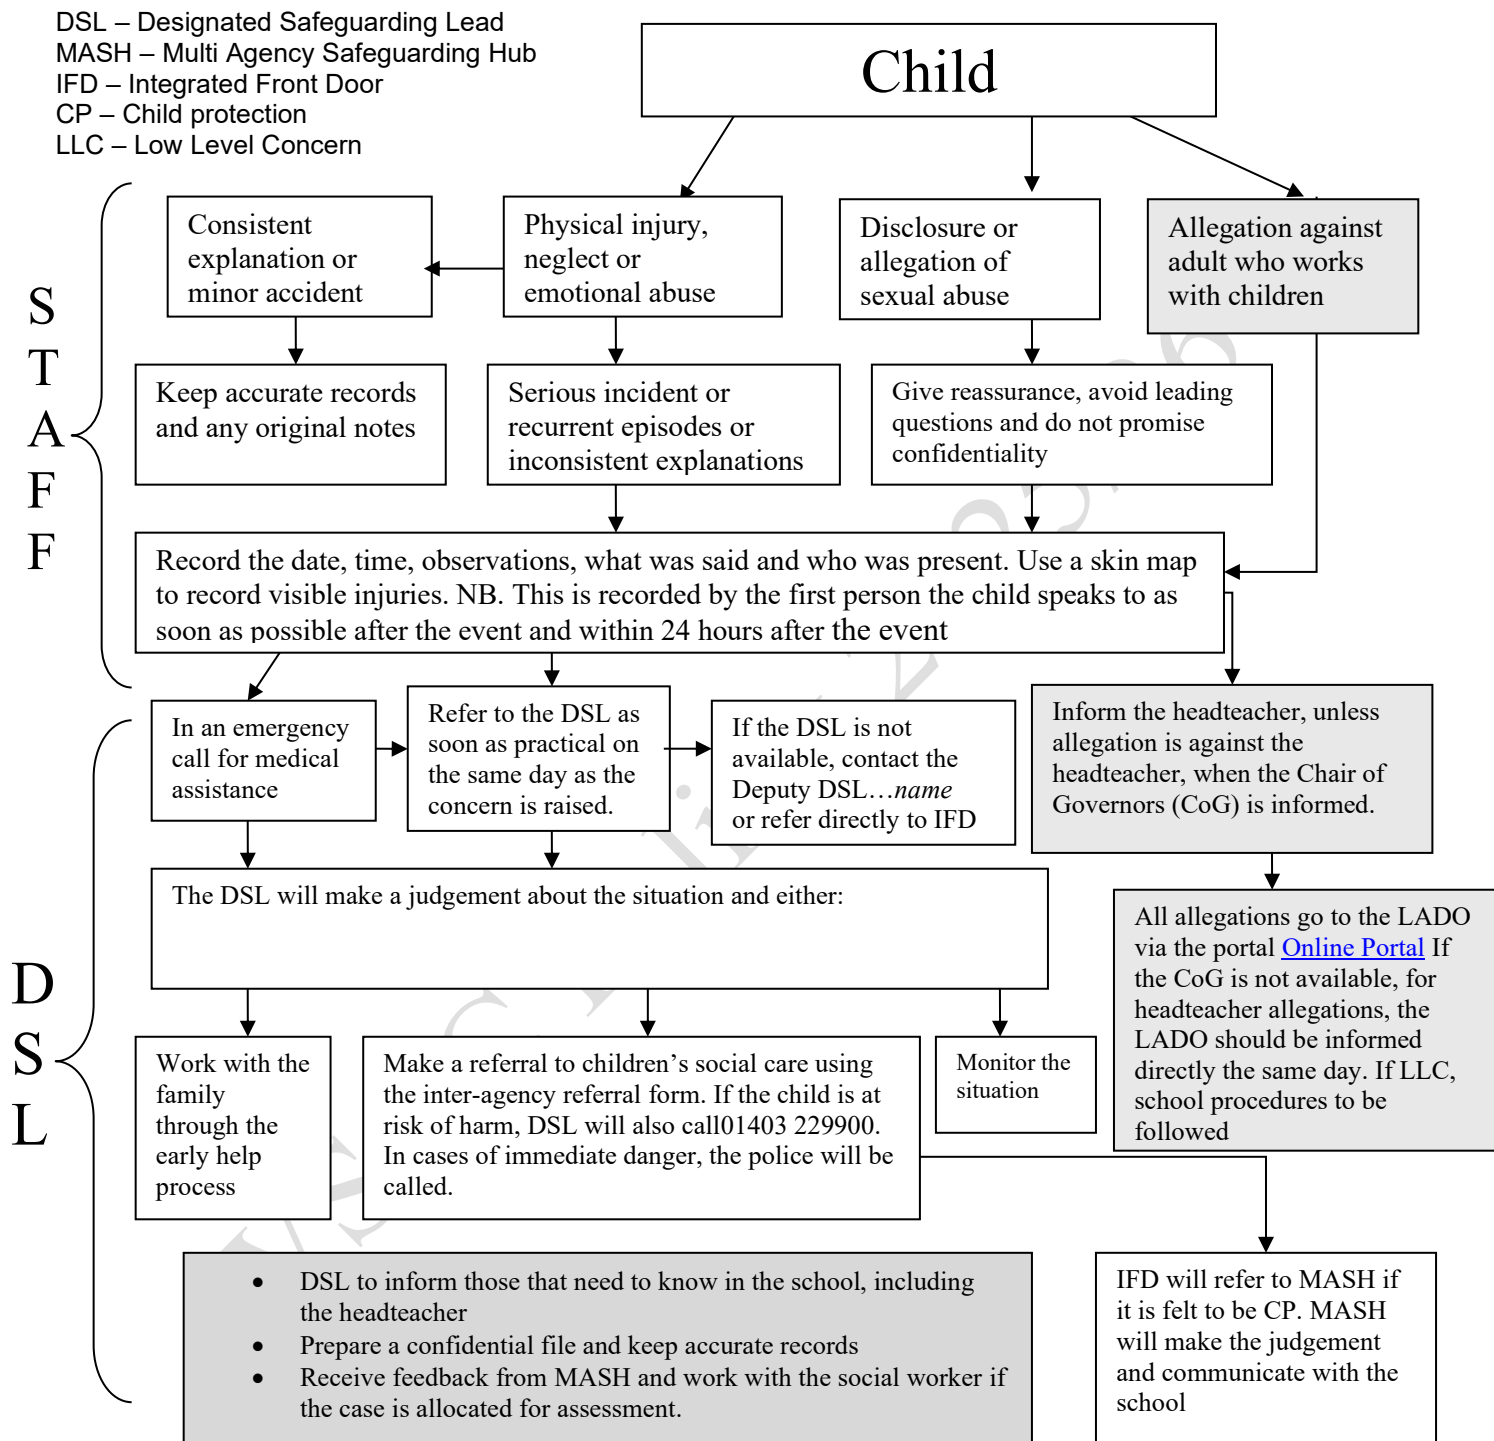 DSL – Designated Safeguarding Lead
MASH – Multi Agency Safeguarding Hub
IFD – Integrated Front Door
CP – Child protection
LLC – Low Level Concern
Child
S
T
A
F
F
Consistent
explanation or
minor accident
Physical injury,
neglect or
emotional abuse
Disclosure or
allegation of
sexual abuse
Allegation against
adult who works
with children
Keep accurate records
and any original notes
Serious incident or
recurrent episodes or
inconsistent explanations
Give reassurance, avoid leading
questions and do not promise
confidentiality
Record the date, time, observations, what was said and who was present. Use a skin map
to record visible injuries. NB. This is recorded by the first person the child speaks to as
soon as possible after the event and within 24 hours after the event
D
S
L
In an emergency
call for medical
assistance
Refer to the DSL as
soon as practical on
the same day as the
concern is raised.
If the DSL is not
available, contact the
Deputy DSL…name
or refer directly to IFD
Inform the headteacher, unless
allegation is against the
headteacher, when the Chair of
Governors (CoG) is informed.
The DSL will make a judgement about the situation and either:
All allegations go to the LADO
via the portal Online Portal If
the CoG is not available, for
headteacher allegations, the
LADO should be informed
directly the same day. If LLC,
school procedures to be
followed
Work with the
family
through the
early help
process
Make a referral to children’s social care using
the inter-agency referral form. If the child is at
risk of harm, DSL will also call01403 229900.
In cases of immediate danger, the police will be
called.
Monitor the
situation
• DSL to inform those that need to know in the school, including
the headteacher
• Prepare a confidential file and keep accurate records
• Receive feedback from MASH and work with the social worker if
the case is allocated for assessment.
IFD will refer to MASH if
it is felt to be CP. MASH
will make the judgement
and communicate with the
school